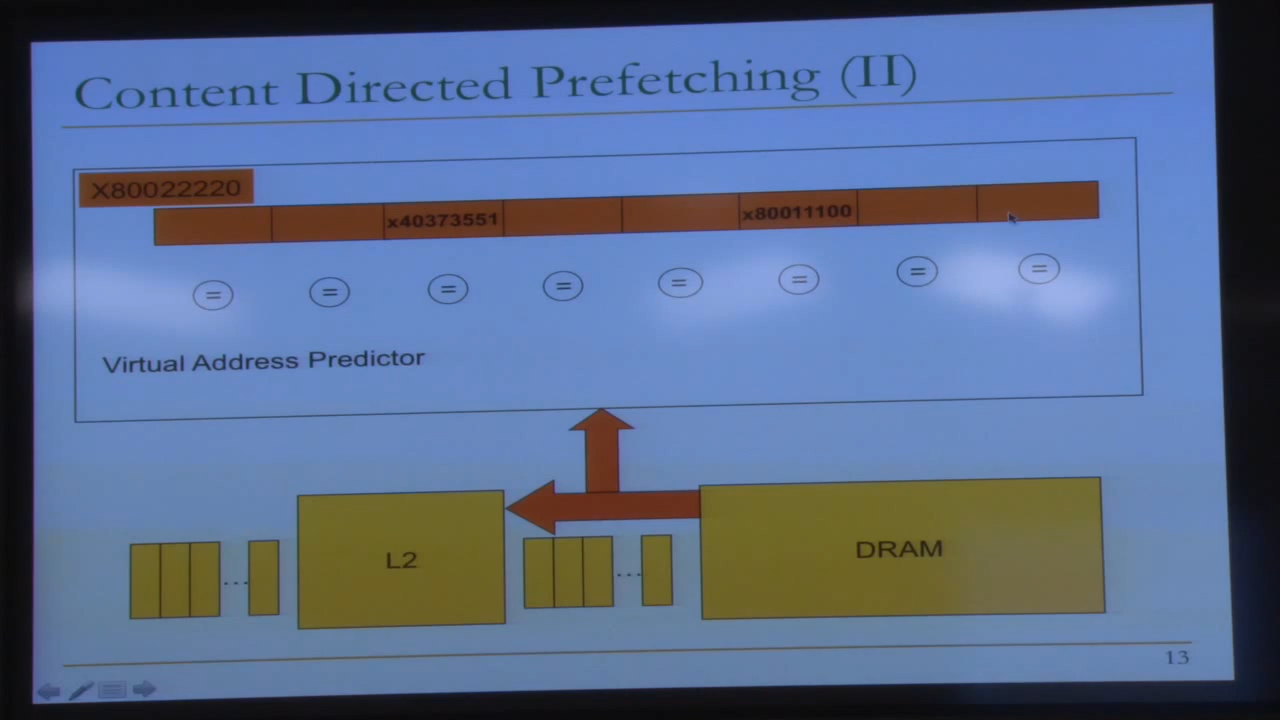 Content Directed Prefetching (II)
X80022220
x40373551 x80011100
= = = = = = = =
Virtual Address Predictor
L2
DRAM
...
...
13